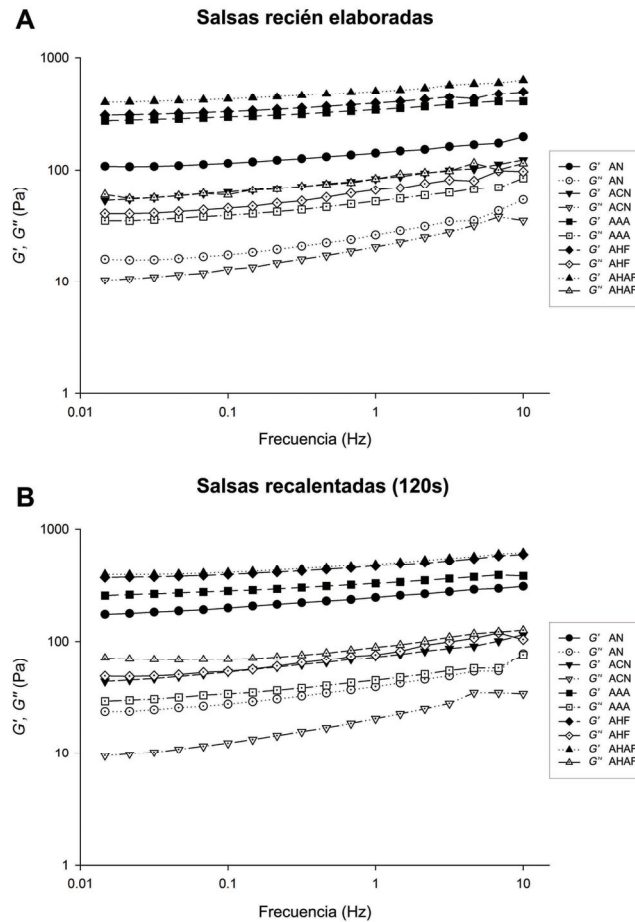 A
Salsas recién elaboradas
1000
100
10
1
G', G'' (Pa)
0.01
0.1
1
10
Frecuencia (Hz)
G' AN
G'' AN
G' ACN
G'' ACN
G' AAA
G'' AAA
G' AHF
G'' AHF
G' AHAF
G'' AHAF
B
Salsas recalentadas (120s)
1000
100
10
1
G', G'' (Pa)
0.01
0.1
1
10
Frecuencia (Hz)
G' AN
G'' AN
G' ACN
G'' ACN
G' AAA
G'' AAA
G' AHF
G'' AHF
G' AHAF
G'' AHAF